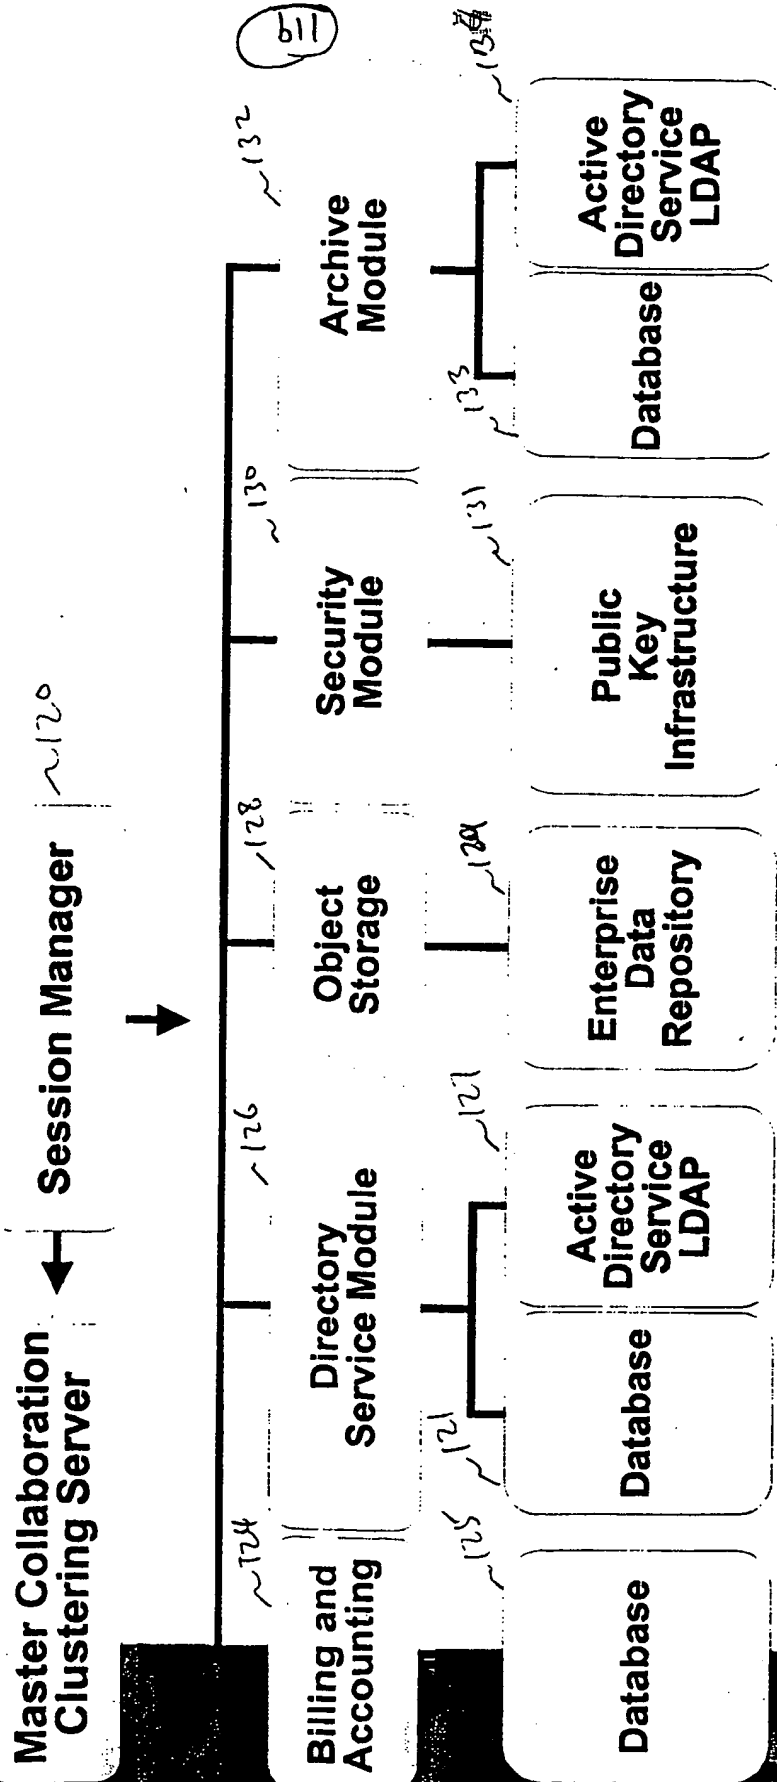 Master Collaboration
Clustering Server
Session Manager
120
119
124
126
128
130
132
Billing and
Accounting
Directory
Service Module
Object
Storage
Security
Module
Archive
Module
125
121
127
129
131
133
Database
Database
Active
Directory
Service
LDAP
Enterprise
Data
Repository
Public
Key
Infrastructure
Database
Active
Directory
Service
LDAP